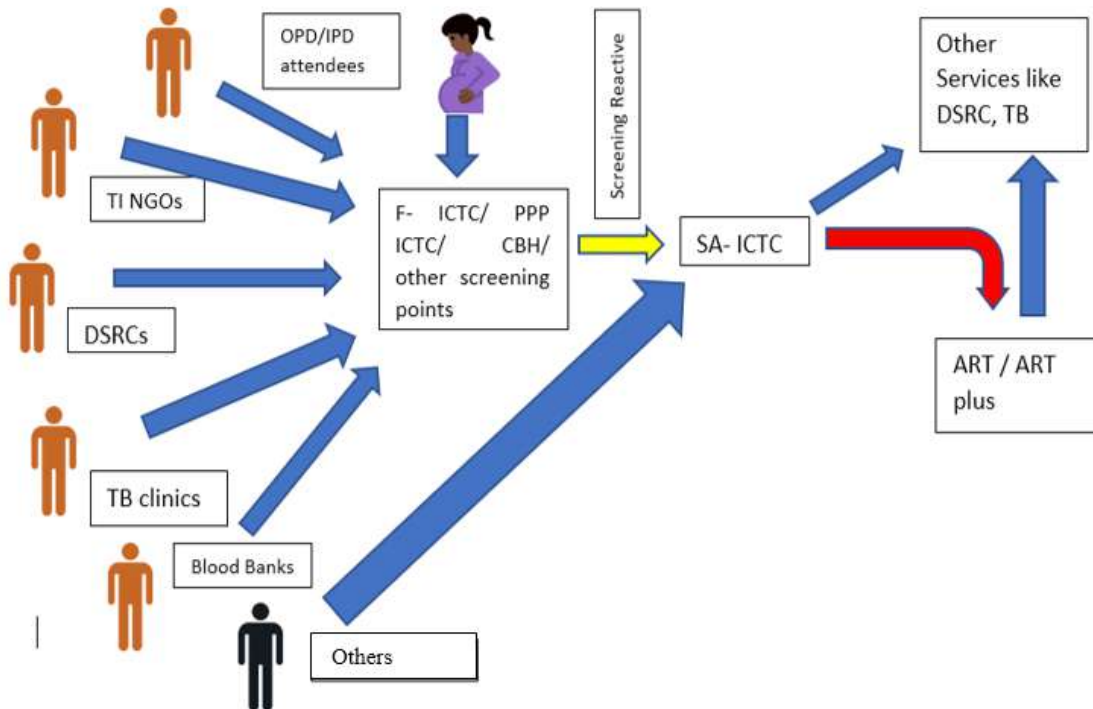 OPD/IPD
attendees
Screening Reactive
Other
Services like
DSRC, TB
TI NGOs
F- ICTC/ PPP
ICTC/ CBH/
other screening
points
SA- ICTC
DSRCs
ART / ART
plus
TB clinics
Blood Banks
Others